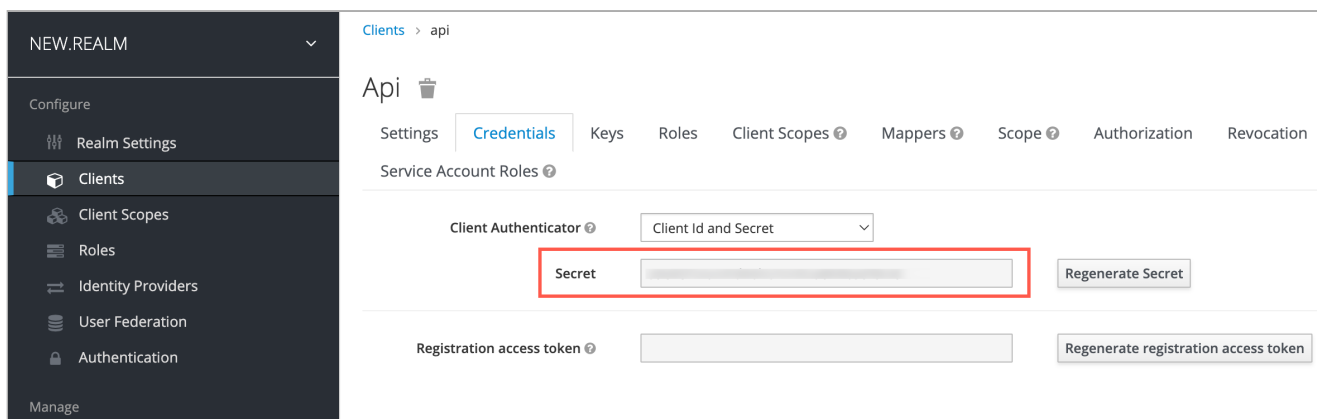 NEW.REALM
Configure
Realm Settings
Clients
Client Scopes
Roles
Identity Providers
User Federation
Authentication
Manage
Clients > api
Api
Settings Credentials Keys Roles Client Scopes Mappers Scope Authorization Revocation
Service Account Roles
Client Authenticator Client Id and Secret
Secret Regenerate Secret
Registration access token Regenerate registration access token